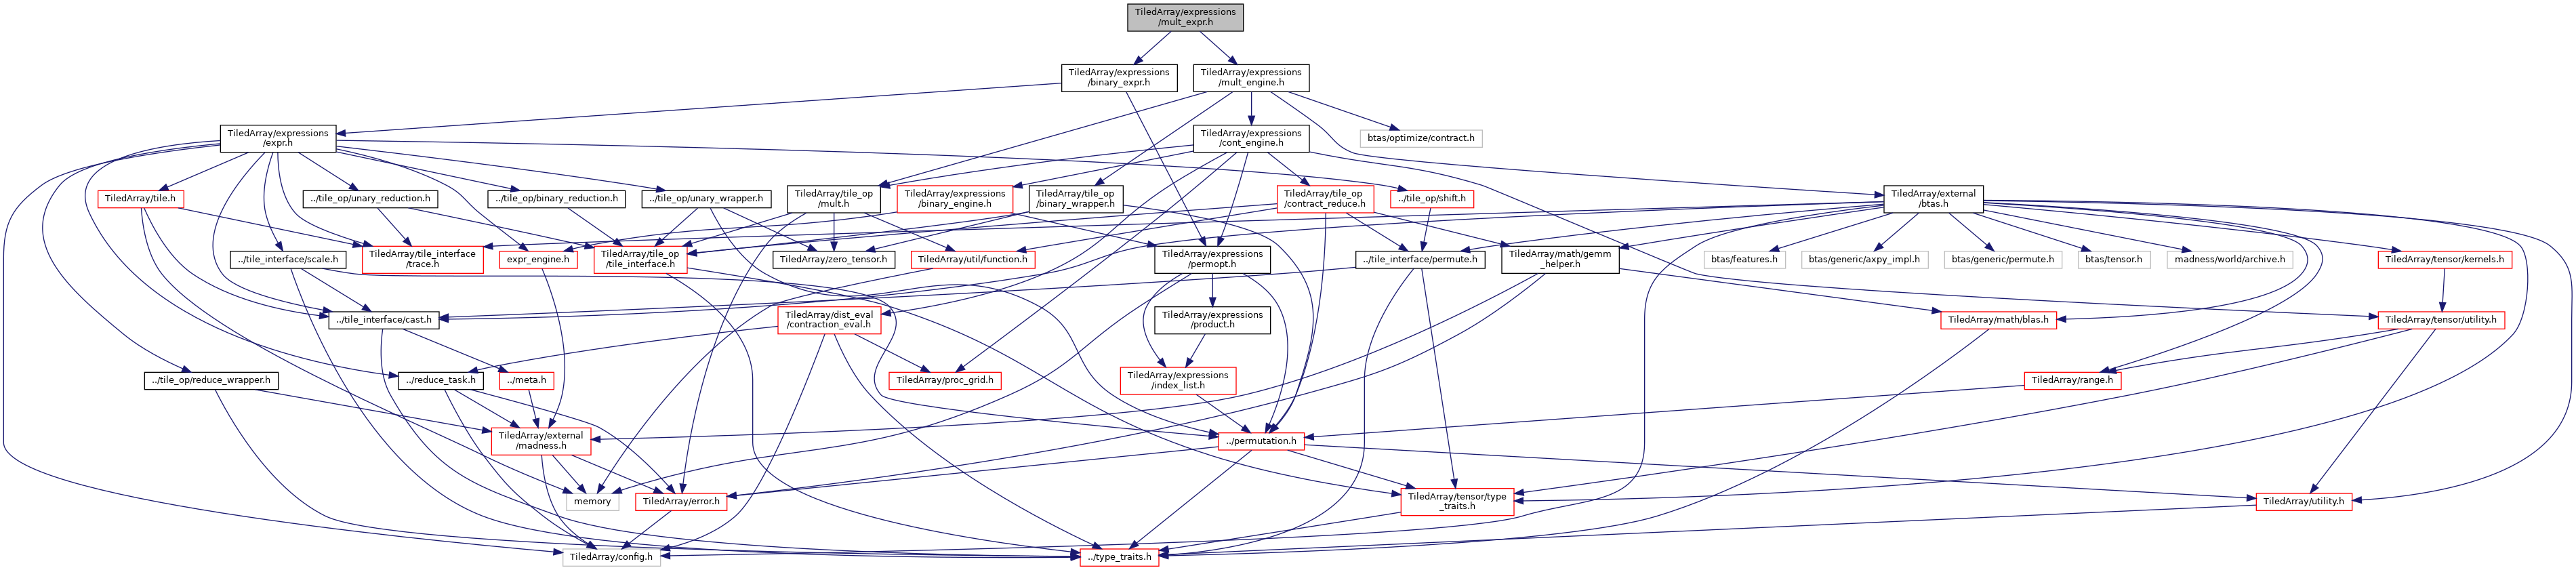 TiledArray/expressions
/mult_expr.h
TiledArray/expressions
/binary_expr.h
TiledArray/expressions
/mult_engine.h
TiledArray/expressions
/expr.h
TiledArray/expressions
/cont_engine.h
btas/optimize/contract.h
TiledArray/tile.h
../tile_op/unary_reduction.h
../tile_op/binary_reduction.h
../tile_op/unary_wrapper.h
TiledArray/tile_op
/mult.h
TiledArray/expressions
/binary_engine.h
TiledArray/tile_op
/binary_wrapper.h
TiledArray/tile_op
/contract_reduce.h
../tile_op/shift.h
TiledArray/external
/btas.h
../tile_interface/scale.h
TiledArray/tile_interface
/trace.h
expr_engine.h
TiledArray/tile_op
/tile_interface.h
TiledArray/zero_tensor.h
TiledArray/util/function.h
TiledArray/expressions
/permopt.h
../tile_interface/permute.h
TiledArray/math/gemm
_helper.h
btas/features.h
btas/generic/axpy_impl.h
btas/generic/permute.h
btas/tensor.h
madness/world/archive.h
TiledArray/tensor/kernels.h
../tile_interface/cast.h
TiledArray/dist_eval
/contraction_eval.h
TiledArray/expressions
/product.h
TiledArray/math/blas.h
TiledArray/tensor/utility.h
../tile_op/reduce_wrapper.h
../reduce_task.h
../meta.h
TiledArray/proc_grid.h
TiledArray/expressions
/index_list.h
TiledArray/range.h
TiledArray/external
/madness.h
../permutation.h
memory
TiledArray/error.h
TiledArray/tensor/type
_traits.h
TiledArray/utility.h
TiledArray/config.h
../type_traits.h